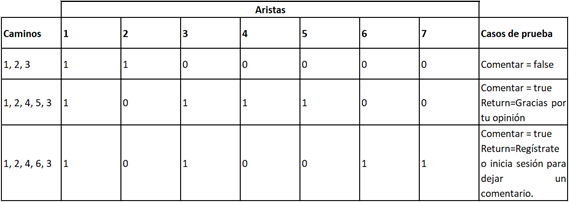 Aristas
Caminos 1 2 3 4 5 6 7 Casos de prueba
1, 2, 3 1 1 0 0 0 0 0 Comentar = false
1, 2, 4, 5, 3 1 0 1 1 1 0 0 Comentar = true
Return=Gracias por
tu opinión
1, 2, 4, 6, 3 1 0 1 0 0 1 1 Comentar = true
Return=Regístrate
o inicia sesión para
dejar un
comentario.